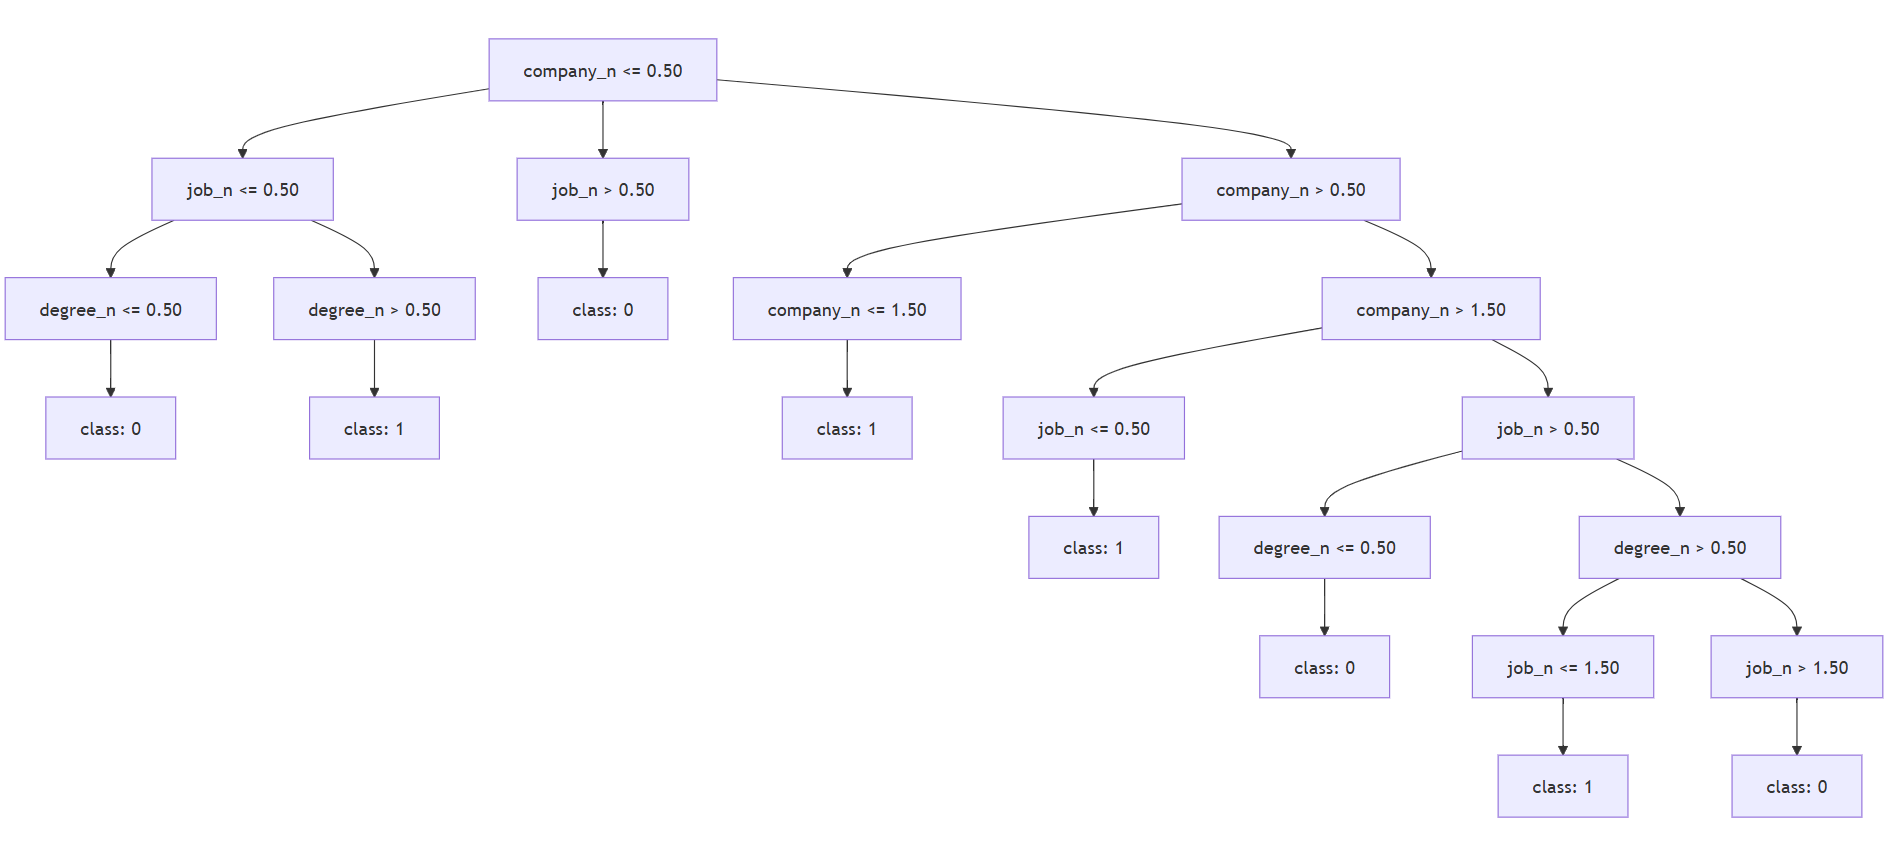 company_n <= 0.50
job_n <= 0.50
job_n > 0.50
company_n > 0.50
degree_n <= 0.50
degree_n > 0.50
class: 0
company_n <= 1.50
company_n > 1.50
class: 0
class: 1
class: 1
job_n <= 0.50
job_n > 0.50
class: 1
degree_n <= 0.50
degree_n > 0.50
class: 0
job_n <= 1.50
job_n > 1.50
class: 1
class: 0